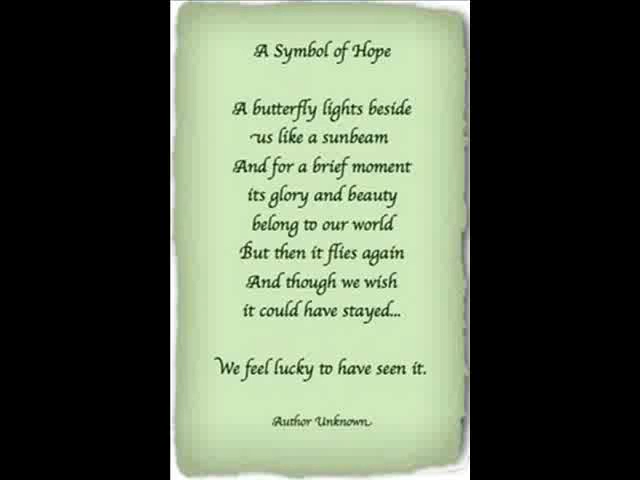 A Symbol of Hope
A butterfly lights beside
us like a sunbeam
And for a brief moment
its glory and beauty
belong to our world
But then it flies again
And though we wish
it could have stayed...
We feel lucky to have seen it.
Author Unknown